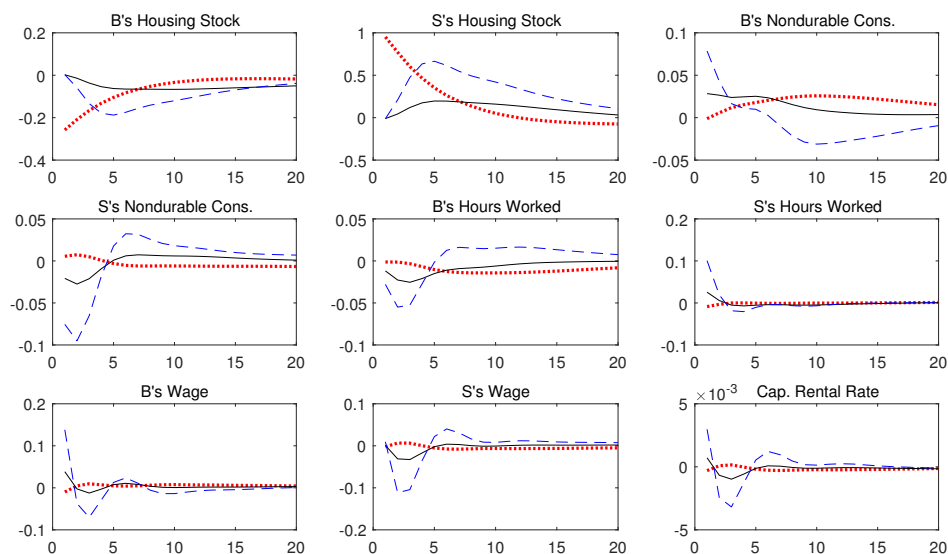 B's Housing Stock
S's Housing Stock
B's Nondurable Cons.
0.2
0
-0.2
-0.4
0 5 10 15 20
1
0.5
0
-0.5
0 5 10 15 20
0.1
0.05
0
-0.05
0 5 10 15 20
S's Nondurable Cons.
B's Hours Worked
S's Hours Worked
0.05
0
-0.05
-0.1
0 5 10 15 20
0.05
0
-0.05
-0.1
0 5 10 15 20
0.2
0.1
0
-0.1
0 5 10 15 20
B's Wage
S's Wage
Cap. Rental Rate
0.2
0.1
0
-0.1
0 5 10 15 20
0.1
0
-0.1
-0.2
0 5 10 15 20
5 ×10⁻³
0
-5
0 5 10 15 20